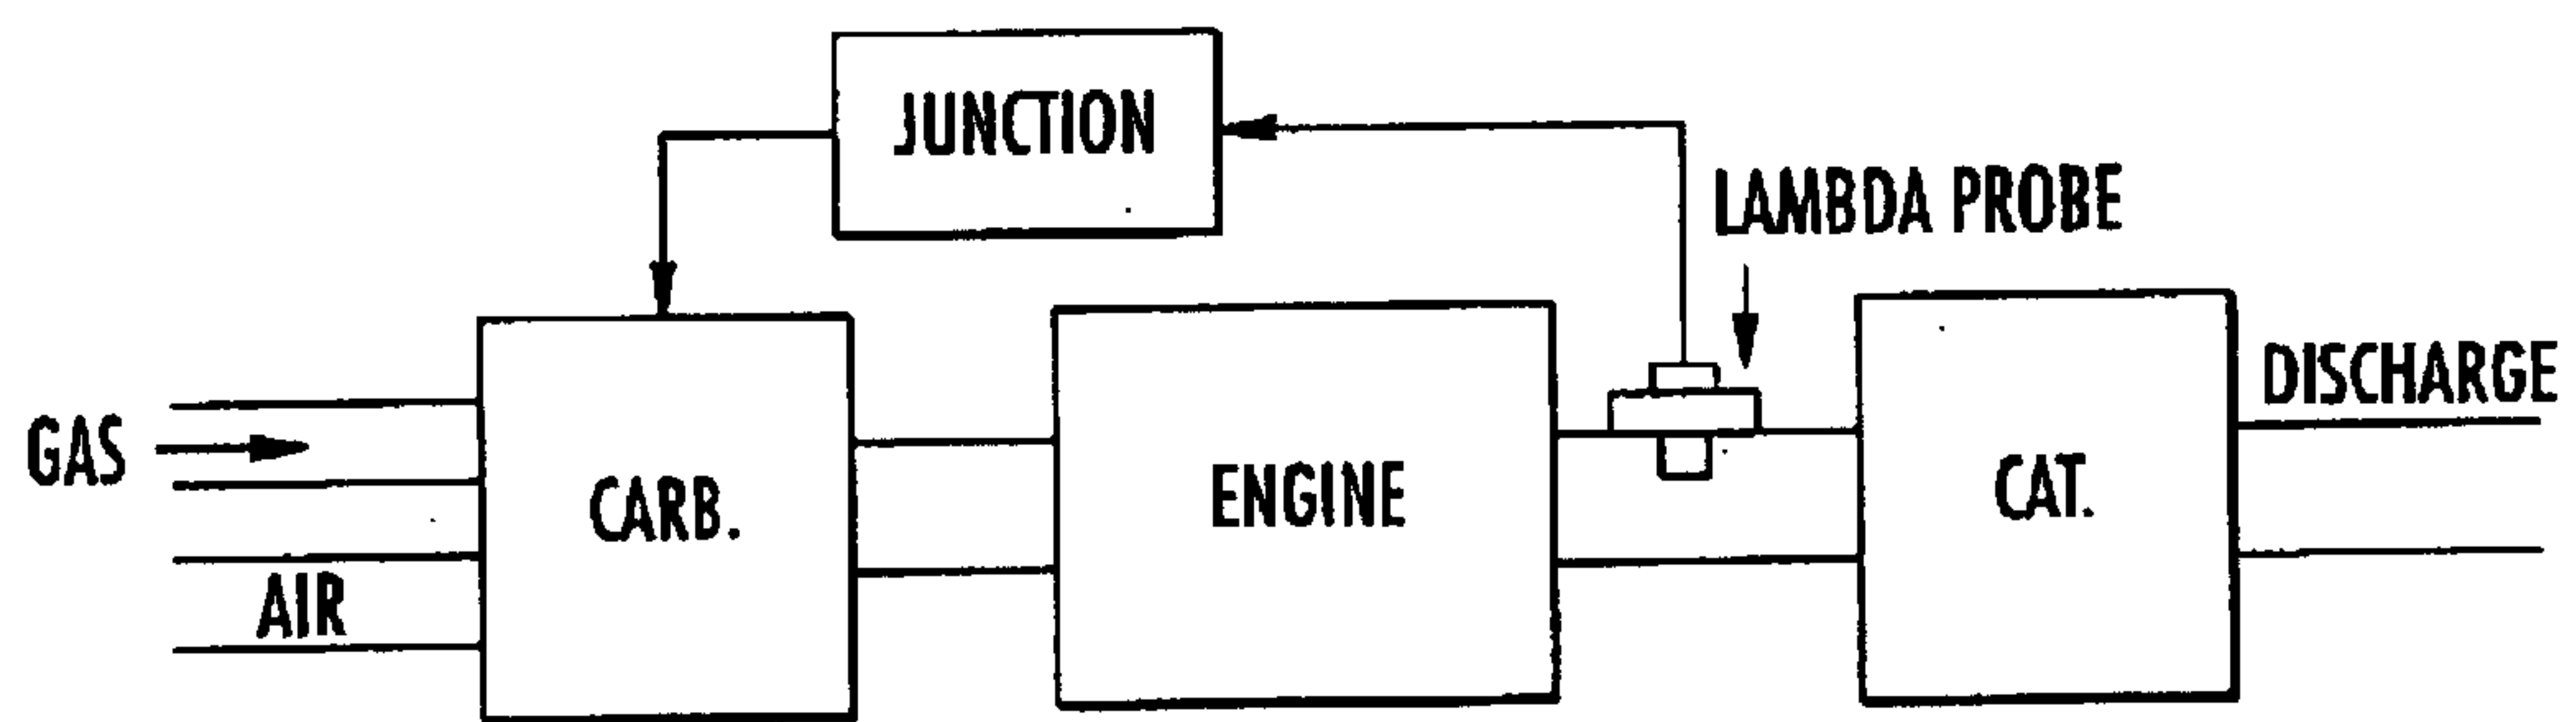 JUNCTION
LAMBDA PROBE
GAS
AIR
CARB.
ENGINE
CAT.
DISCHARGE